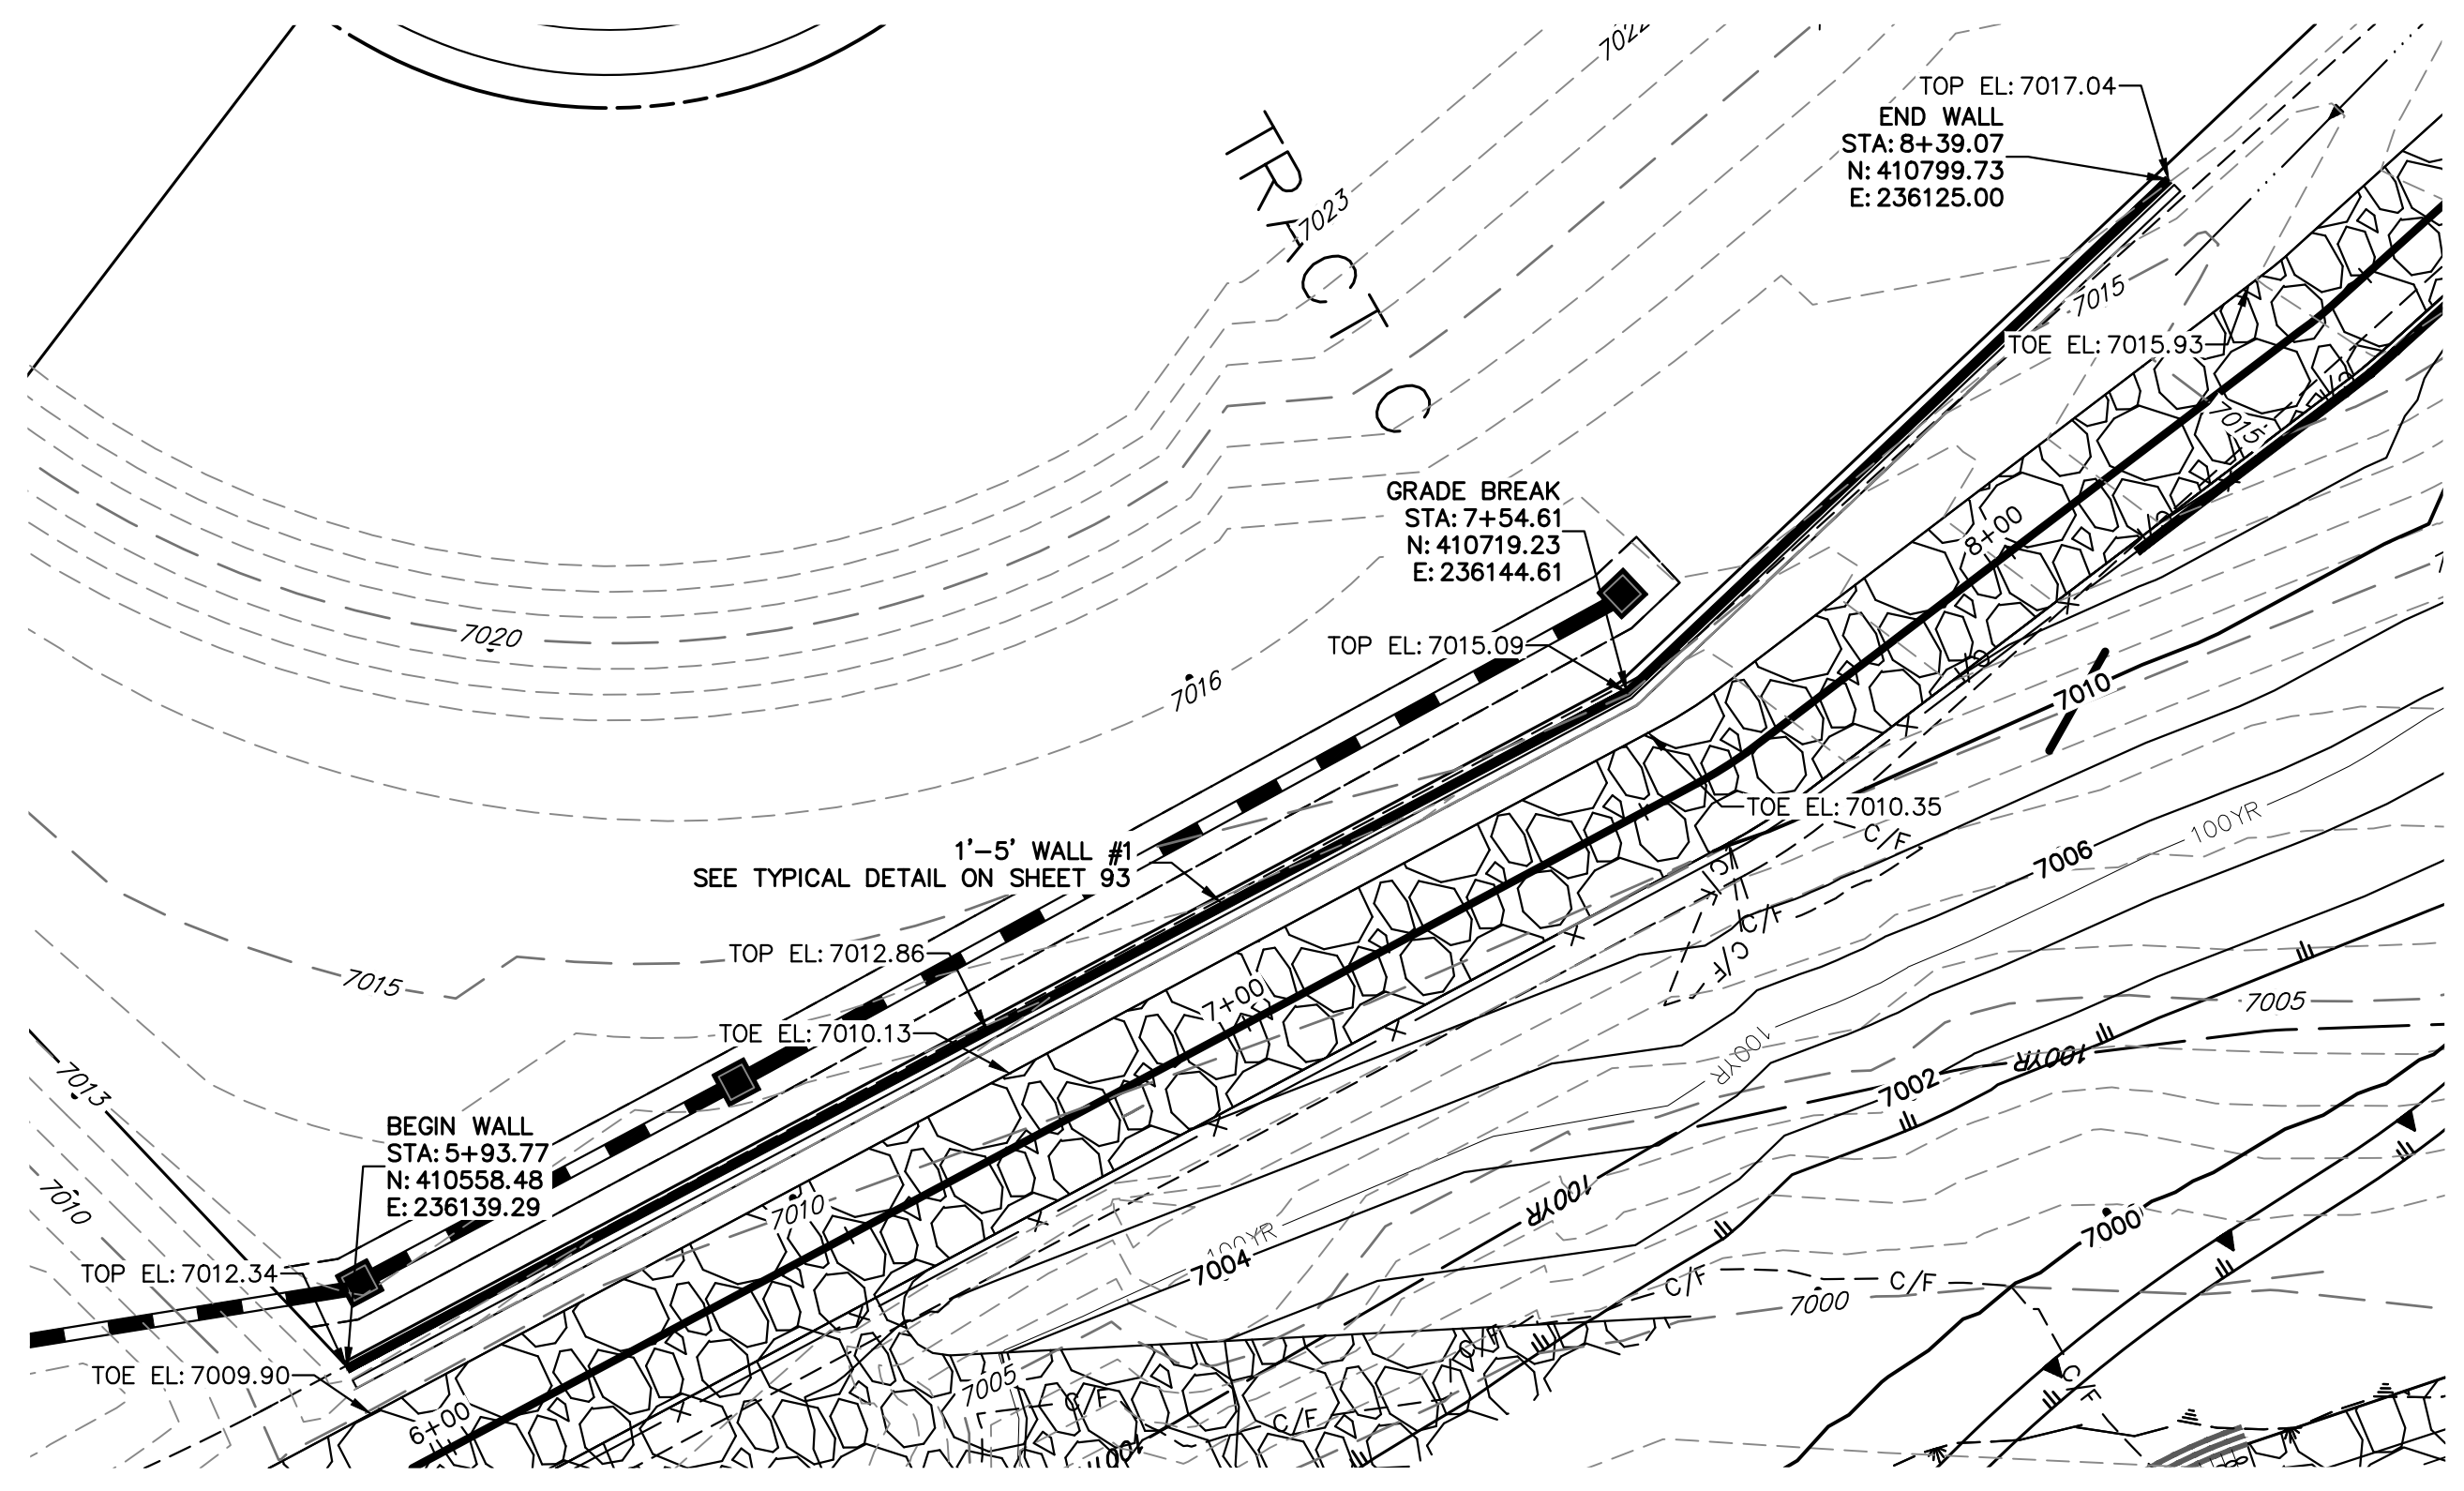 7022
TOP EL: 7017.04
END WALL
STA: 8+39.07
N: 410799.73
E: 236125.00
TRACT C
7023
7015
TOE EL: 7015.93
7015
GRADE BREAK
STA: 7+54.61
N: 410719.23
E: 236144.61
8+00
7020
TOP EL: 7015.09
7016
7010
TOE EL: 7010.35
C/F
100YR
7006
1'-5' WALL #1
SEE TYPICAL DETAIL ON SHEET 93
C/F
C/F
TOP EL: 7012.86
7015
7+00
7005
TOE EL: 7010.13
100YR
100YR
7002
7013
BEGIN WALL
STA: 5+93.77
N: 410558.48
E: 236139.29
7010
7010
100YR
7000
100YR
7004
TOP EL: 7012.34
C/F
C/F
7000
C/F
TOE EL: 7009.90
7005
C/F
C/F
C/F
6+00